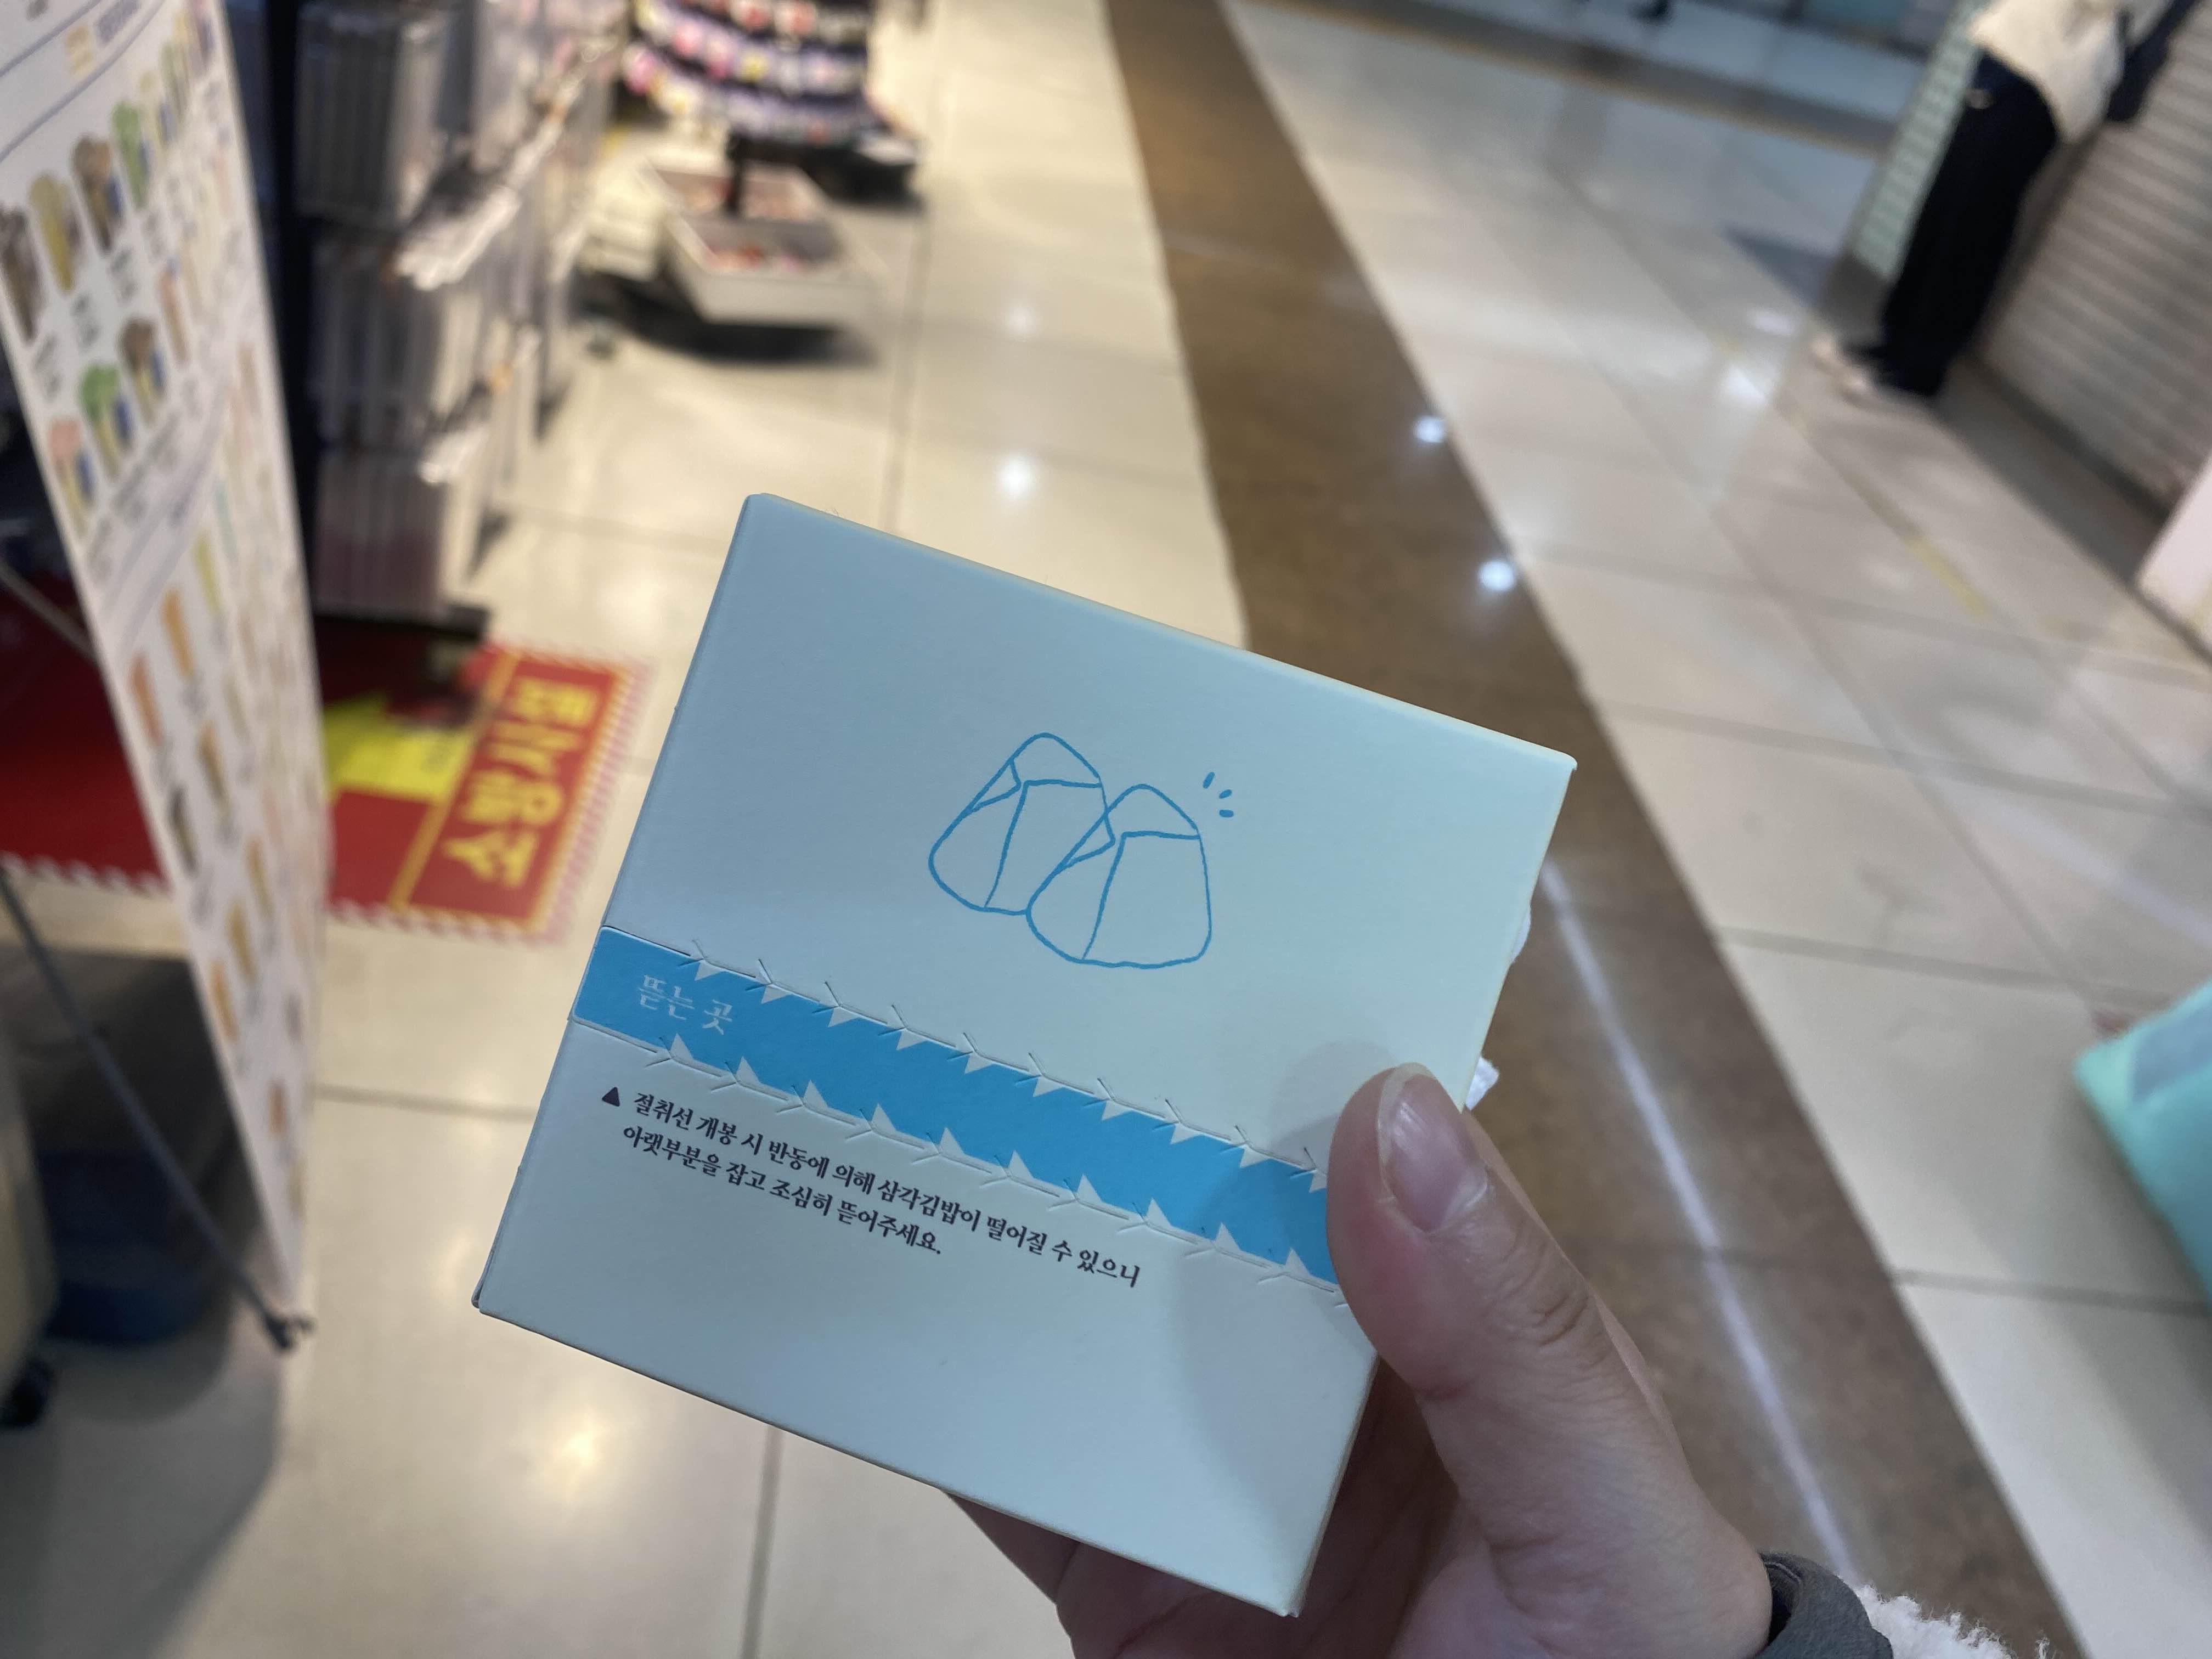 뜯는 곳
▲ 절취선 개봉 시 반동에 의해 삼각김밥이 떨어질 수 있으니
아랫부분을 잡고 조심히 뜯어주세요.